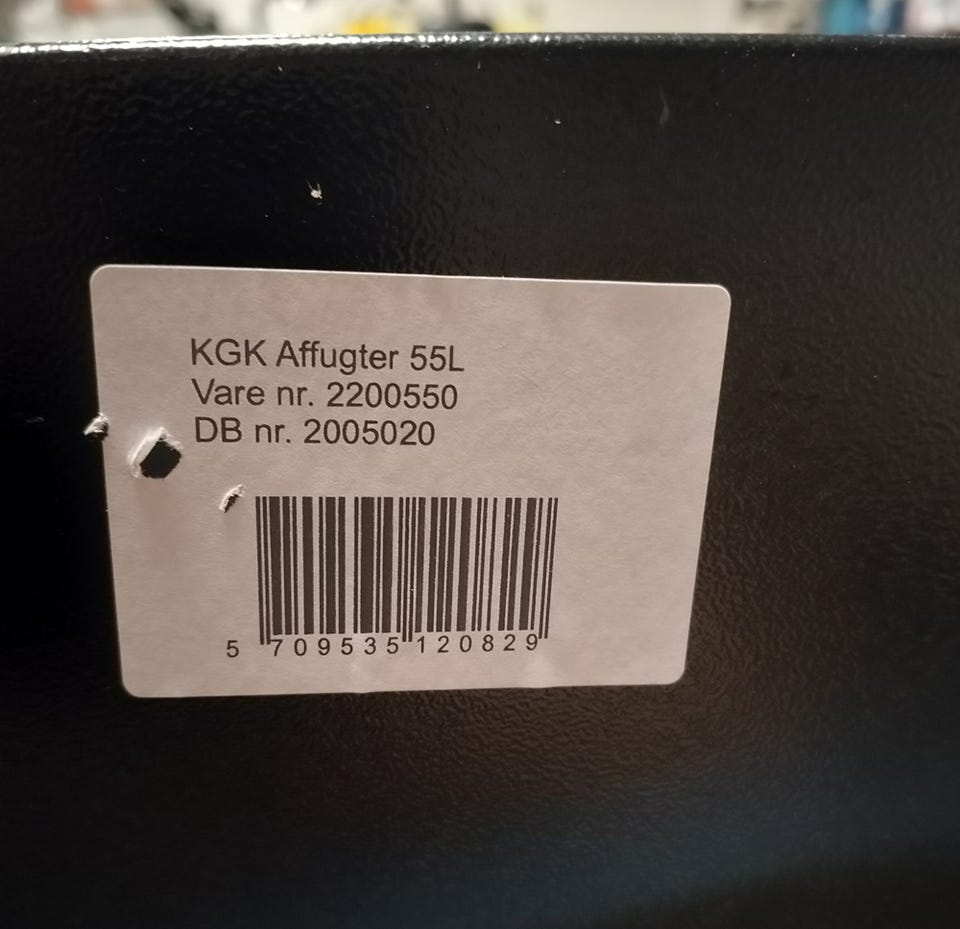 KGK Affugter 55L
Vare nr. 2200550
DB nr. 2005020
5 709535 120829